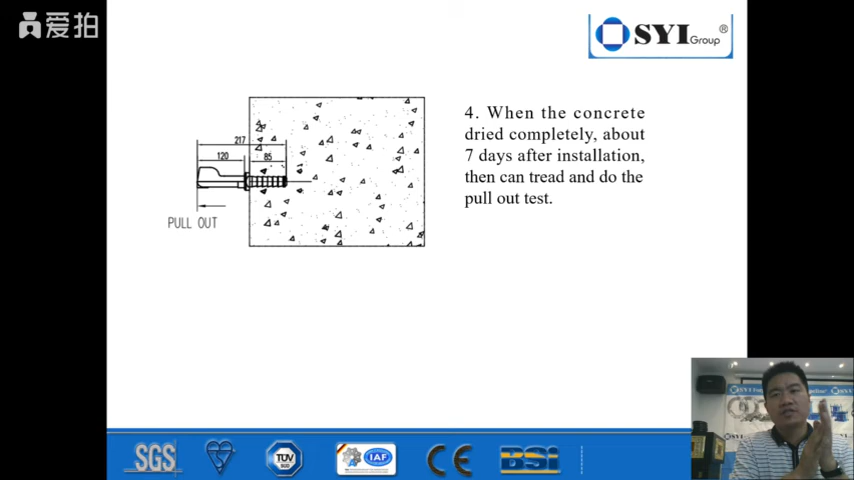 爱拍
SYI Group®
4. When the concrete
dried completely, about
7 days after installation,
then can tread and do the
pull out test.
217
120
85
PULL OUT
SGS
TÜV
IAF
CE
BSi
SYI